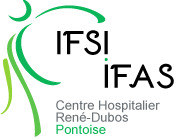 IFSI
iFAS
Centre Hospitalier
René-Dubos
Pontoise